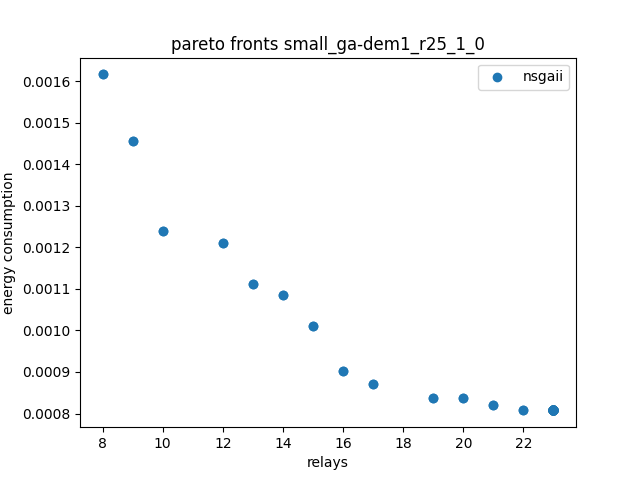 pareto fronts small_ga-dem1_r25_1_0
nsgaii
energy consumption
0.0016
0.0015
0.0014
0.0013
0.0012
0.0011
0.0010
0.0009
0.0008
8 10 12 14 16 18 20 22
relays